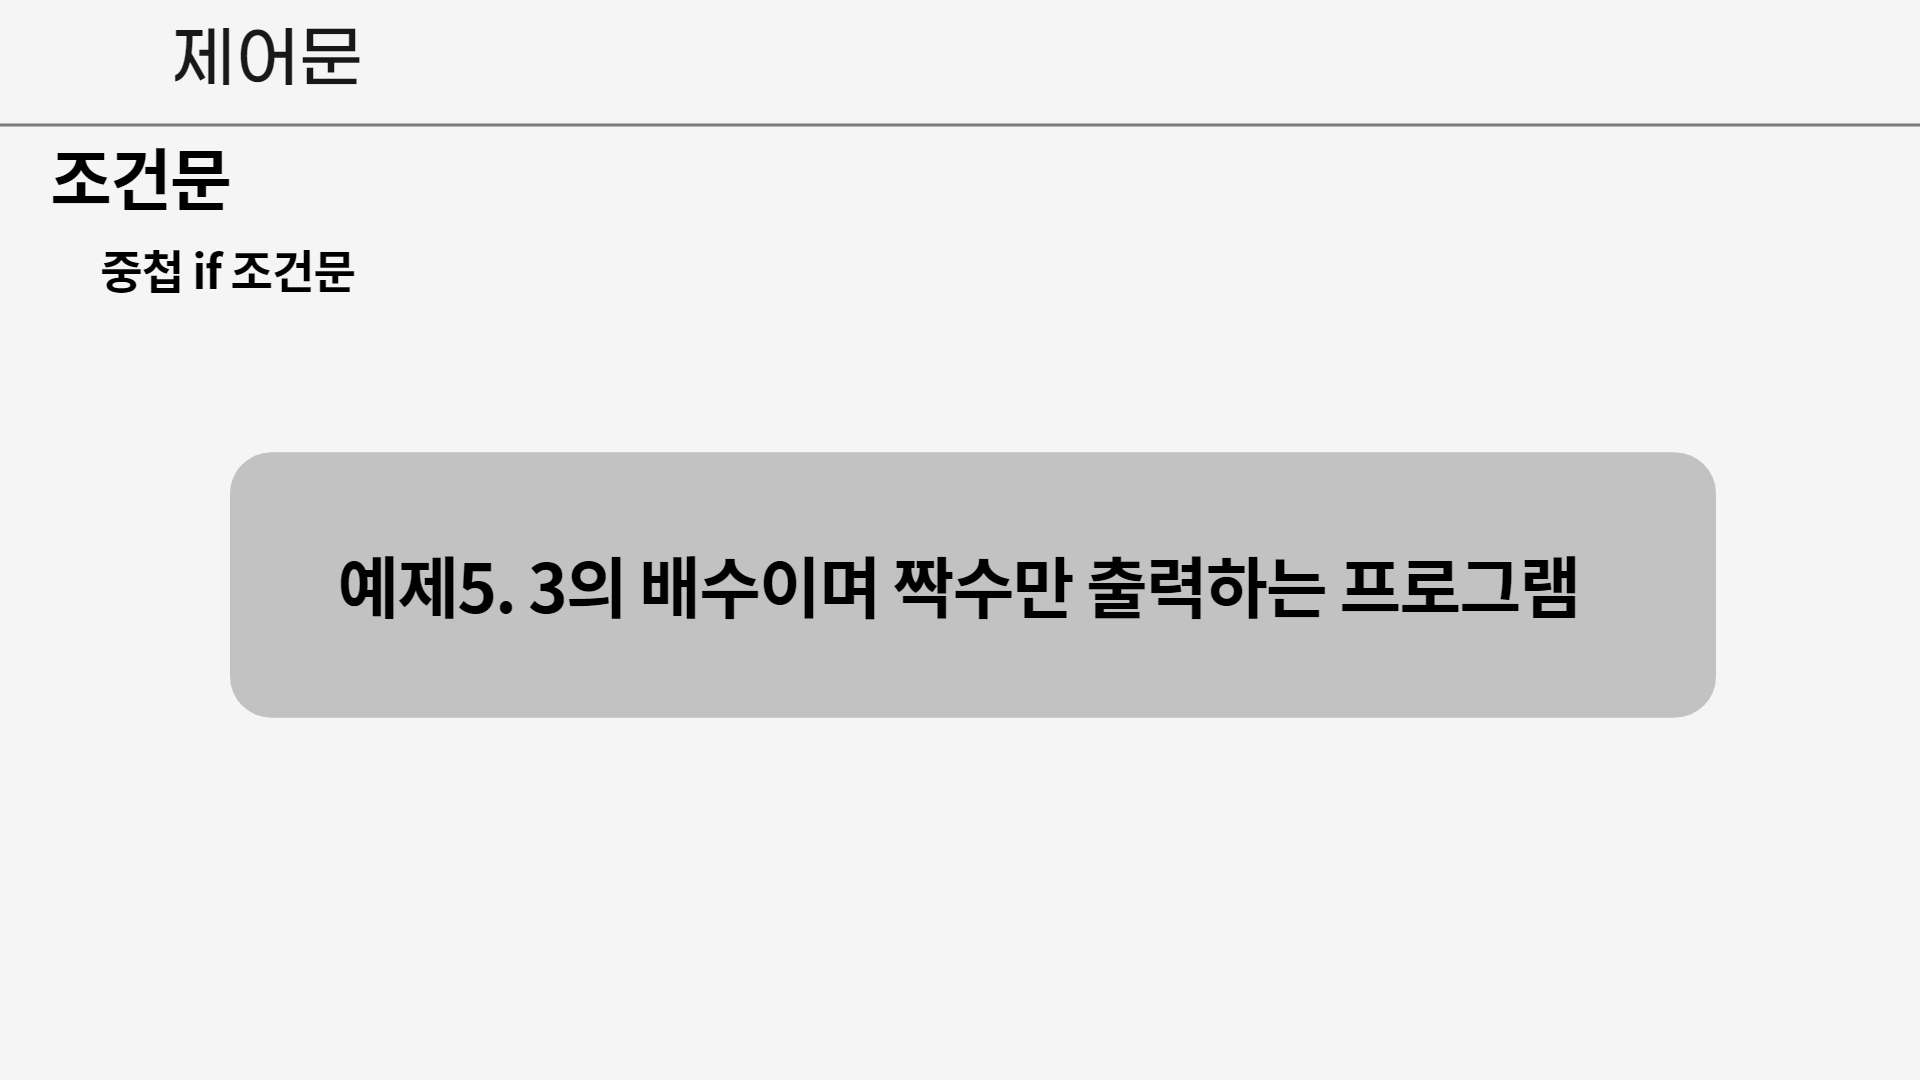 제어문
조건문
중첩 if 조건문
예제5. 3의 배수이며 짝수만 출력하는 프로그램